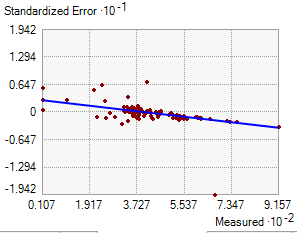 Standardized Error ·10⁻¹
1.942
1.294
0.647
0
-0.647
-1.294
-1.942
0.107 1.917 3.727 5.537 7.347 9.157
Measured ·10⁻²